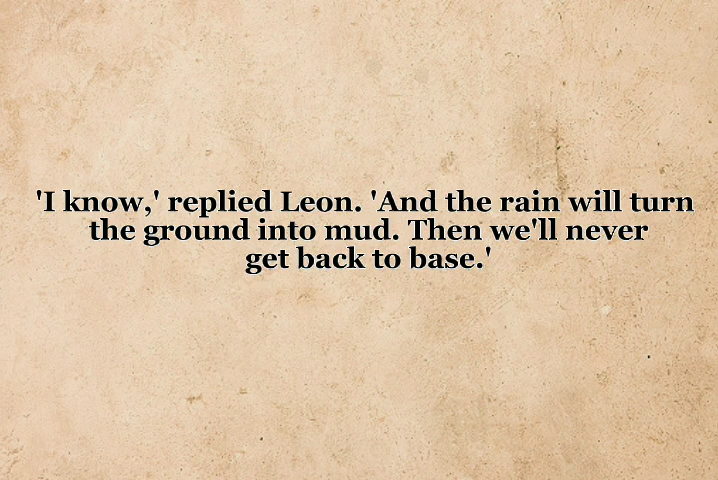 'I know,' replied Leon. 'And the rain will turn
the ground into mud. Then we'll never
get back to base.'